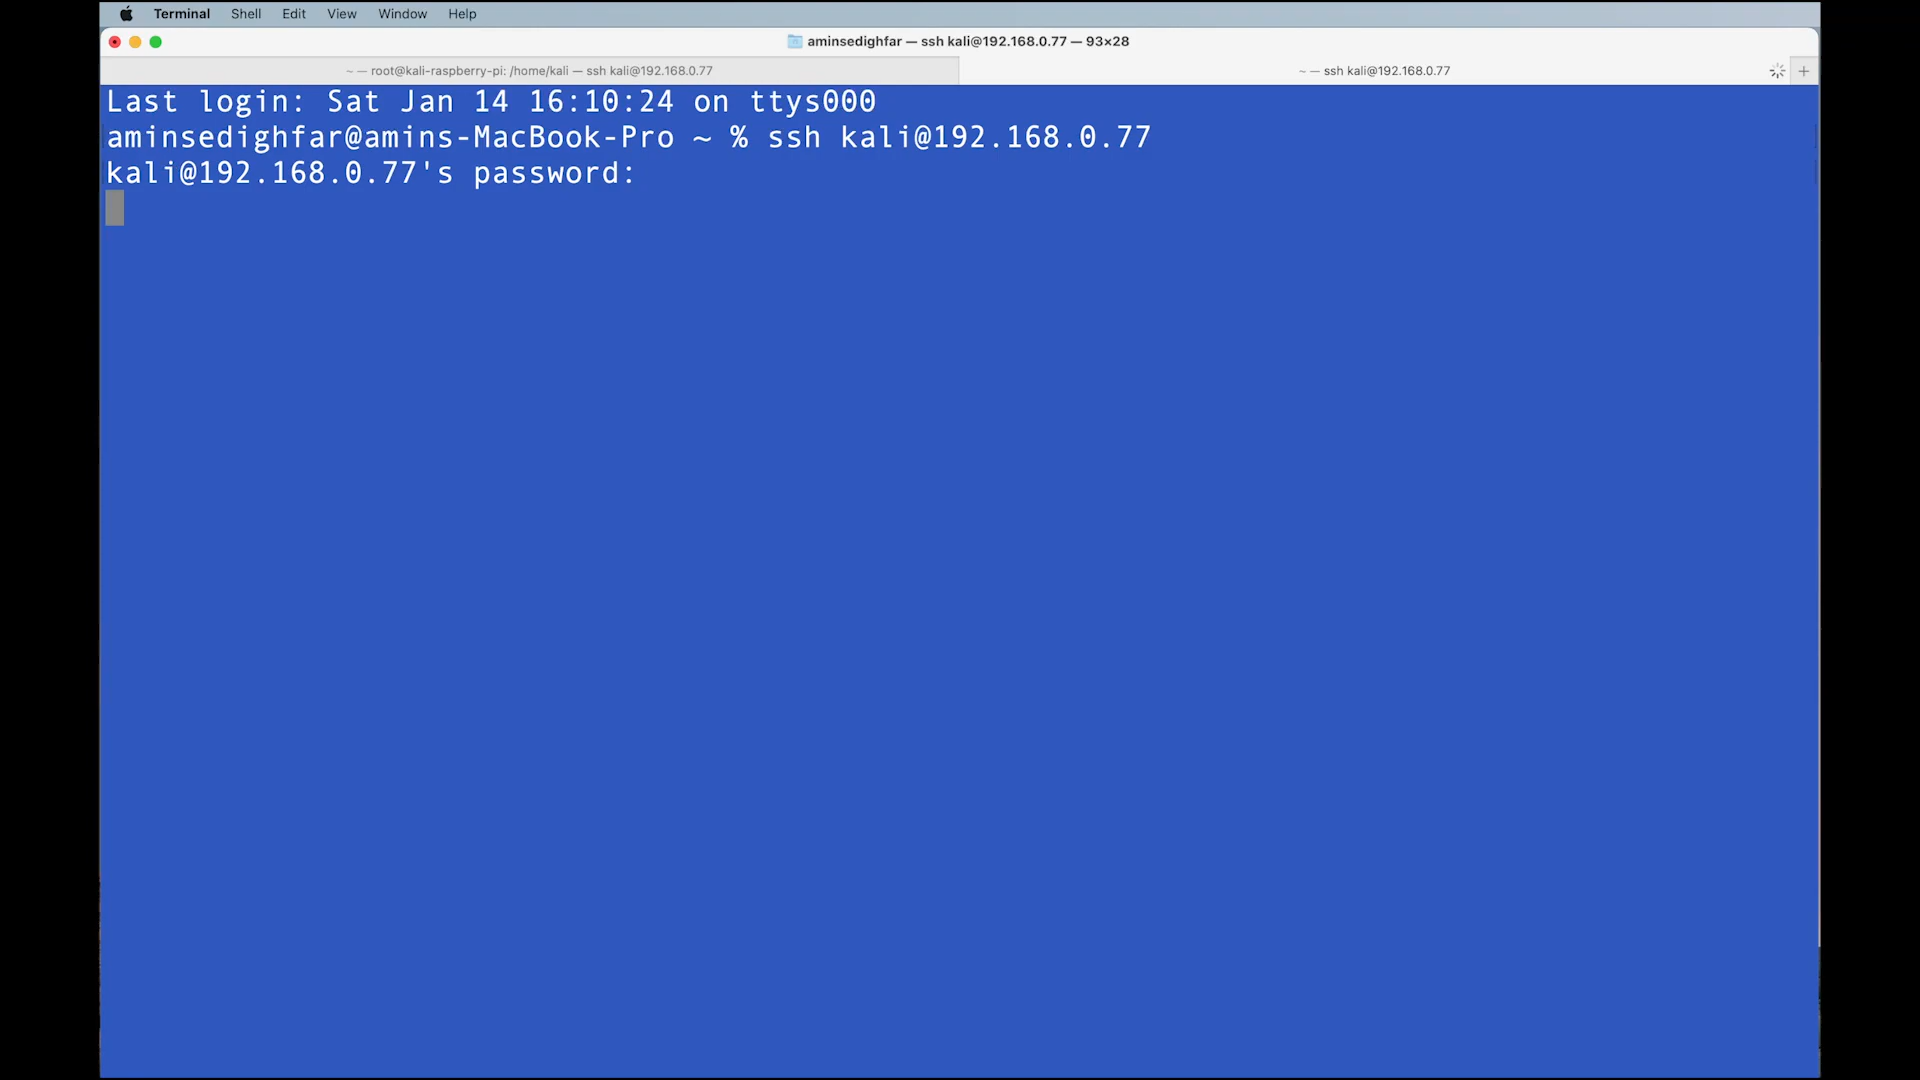 Terminal Shell Edit View Window Help
aminsedighfar — ssh kali@192.168.0.77 — 93×28
~ — root@kali-raspberry-pi: /home/kali — ssh kali@192.168.0.77
~ — ssh kali@192.168.0.77
Last login: Sat Jan 14 16:10:24 on ttys000
aminsedighfar@amins-MacBook-Pro ~ % ssh kali@192.168.0.77
kali@192.168.0.77's password: